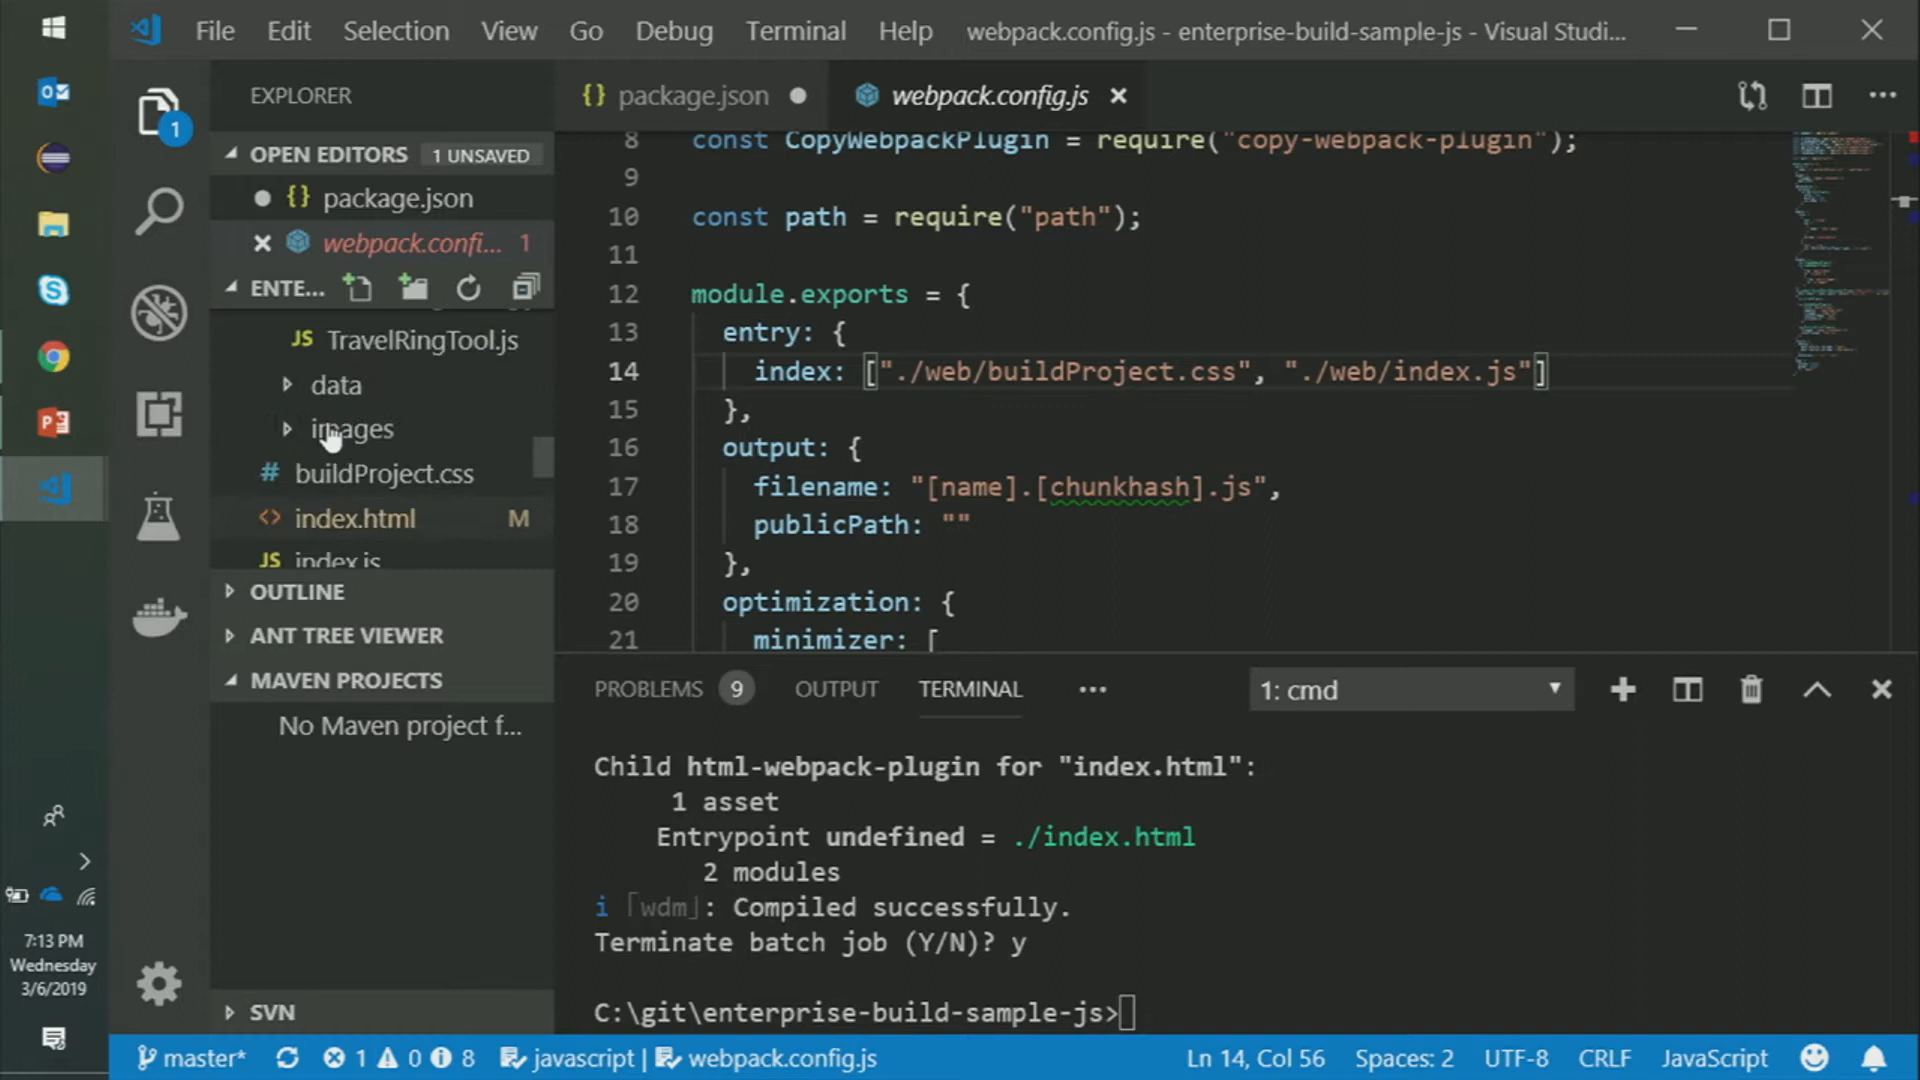 File Edit Selection View Go Debug Terminal Help webpack.config.js - enterprise-build-sample-js - Visual Studi...
EXPLORER
1
OPEN EDITORS 1 UNSAVED
{} package.json
webpack.confi... 1
ENTE...
JS TravelRingTool.js
data
images
# buildProject.css
<> index.html M
JS index.js
OUTLINE
ANT TREE VIEWER
MAVEN PROJECTS
No Maven project f...
SVN
{} package.json
webpack.config.js
8 const CopyWebpackPlugin = require("copy-webpack-plugin");
9
10 const path = require("path");
11
12 module.exports = {
13 entry: {
14 index: ["./web/buildProject.css", "./web/index.js"]
15 },
16 output: {
17 filename: "[name].[chunkhash].js",
18 publicPath: ""
19 },
20 optimization: {
21 minimizer: [
PROBLEMS 9 OUTPUT TERMINAL ... 1: cmd
Child html-webpack-plugin for "index.html":
1 asset
Entrypoint undefined = ./index.html
2 modules
i 「wdm」: Compiled successfully.
Terminate batch job (Y/N)? y
C:\git\enterprise-build-sample-js>
7:13 PM
Wednesday
3/6/2019
master* 1 0 8 javascript | webpack.config.js Ln 14, Col 56 Spaces: 2 UTF-8 CRLF JavaScript